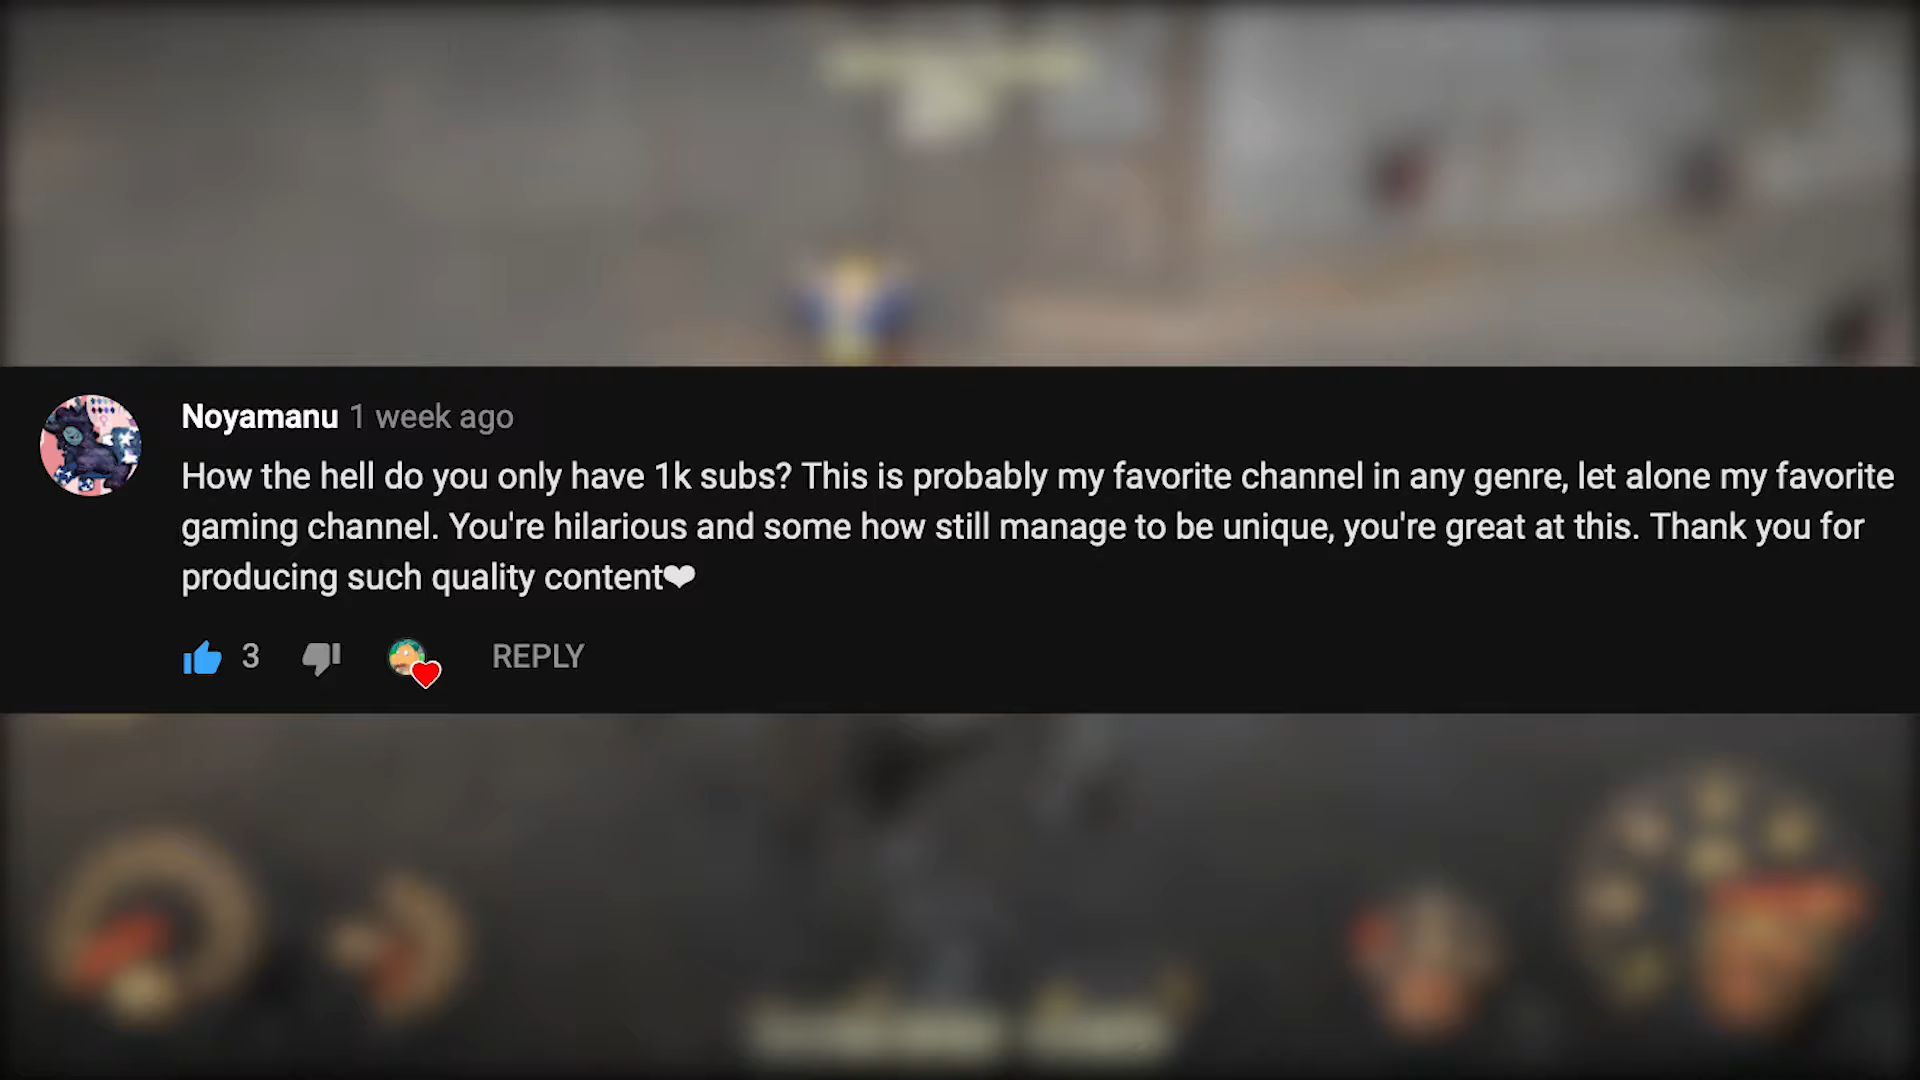 Noyamanu 1 week ago
How the hell do you only have 1k subs? This is probably my favorite channel in any genre, let alone my favorite
gaming channel. You're hilarious and some how still manage to be unique, you're great at this. Thank you for
producing such quality content❤
3 REPLY